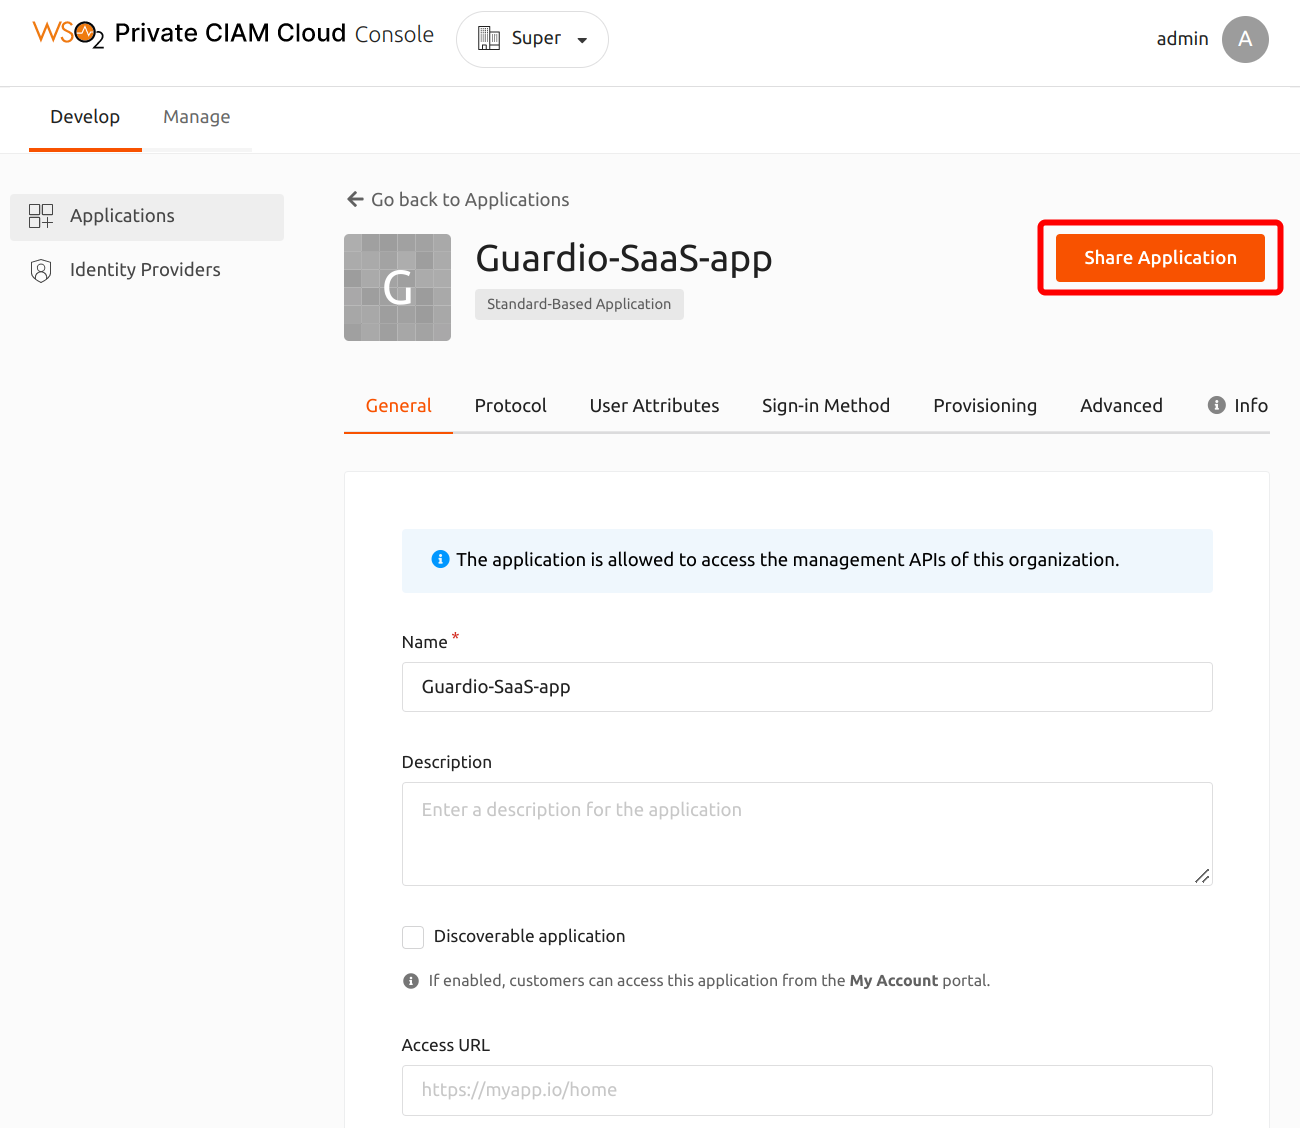 WSO2 Private CIAM Cloud Console
Super
admin
A
Develop
Manage
Applications
Identity Providers
Go back to Applications
G
Guardio-SaaS-app
Standard-Based Application
Share Application
General
Protocol
User Attributes
Sign-in Method
Provisioning
Advanced
Info
The application is allowed to access the management APIs of this organization.
Name *
Guardio-SaaS-app
Description
Enter a description for the application
Discoverable application
If enabled, customers can access this application from the My Account portal.
Access URL
https://myapp.io/home